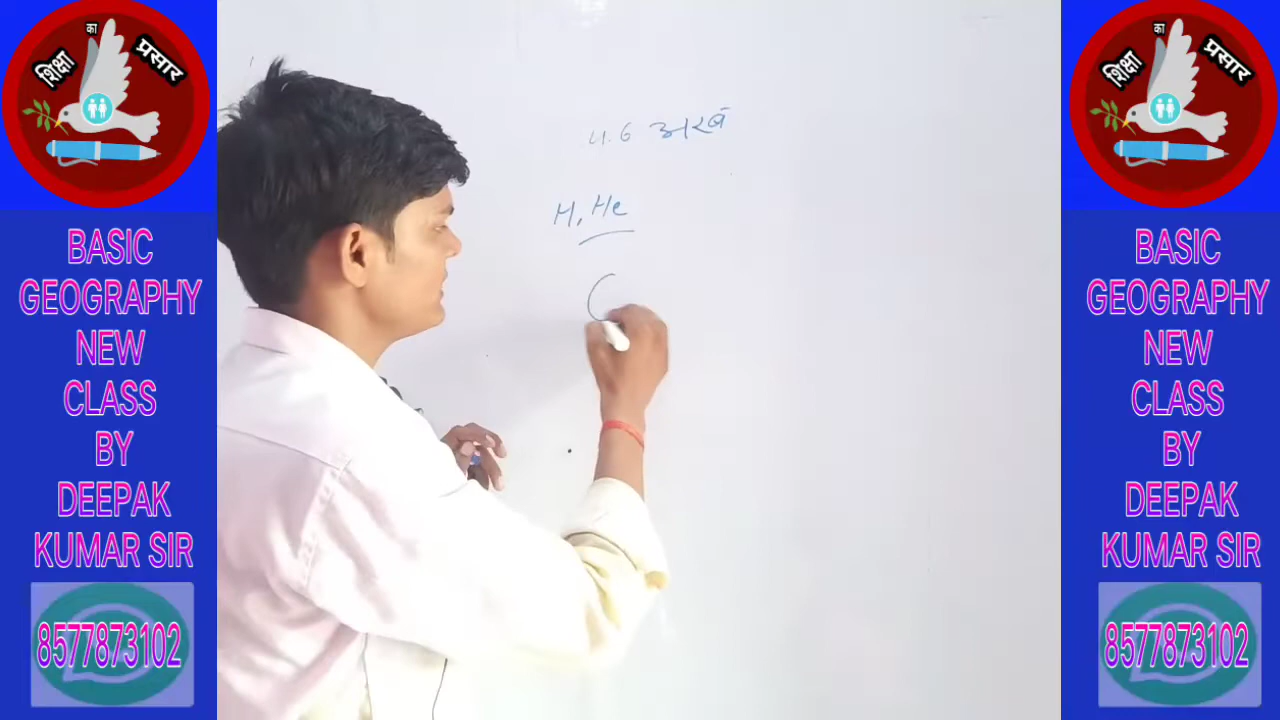 शिक्षा का प्रसार
BASIC
GEOGRAPHY
NEW
CLASS
BY
DEEPAK
KUMAR SIR
8577873102
4.6 अरब
H, He
शिक्षा का प्रसार
BASIC
GEOGRAPHY
NEW
CLASS
BY
DEEPAK
KUMAR SIR
8577873102